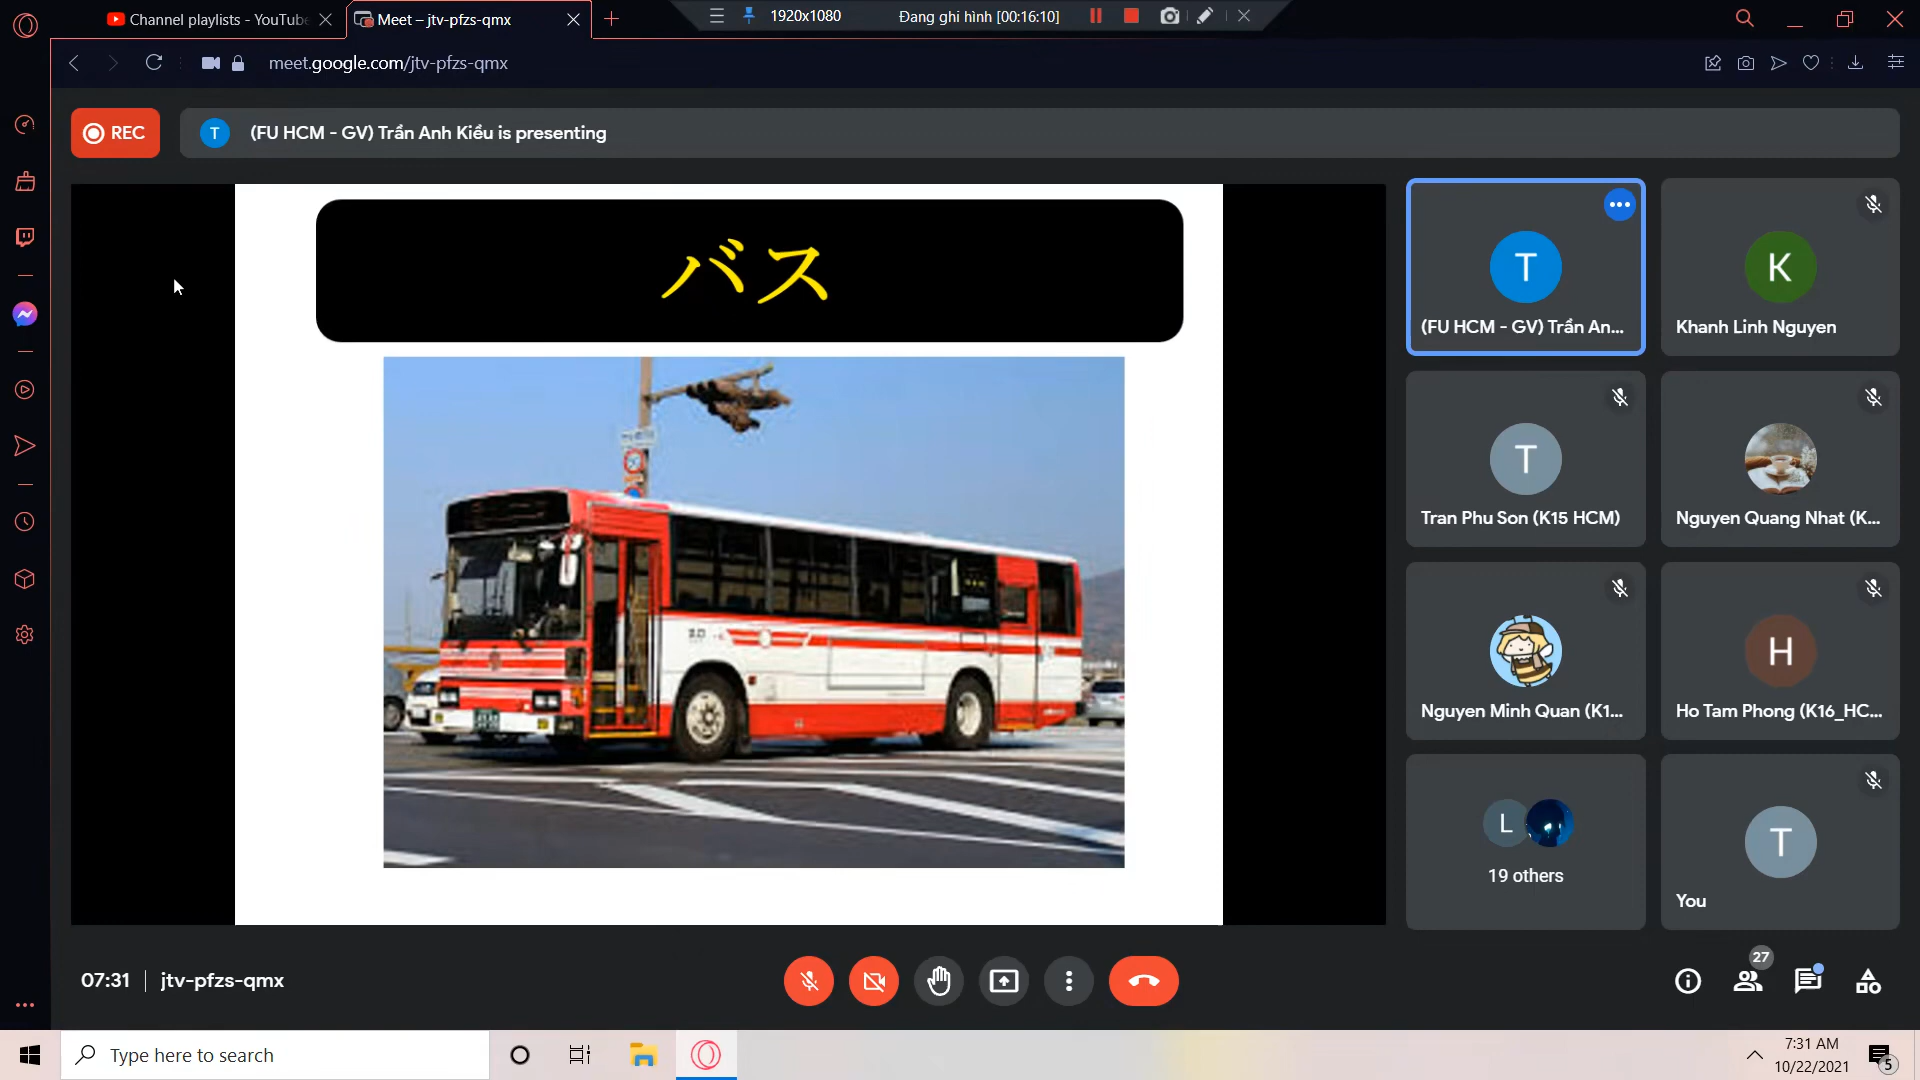 Channel playlists - YouTube
Meet – jtv-pfzs-qmx
1920x1080
Đang ghi hình [00:16:10]
meet.google.com/jtv-pfzs-qmx
REC
T
(FU HCM - GV) Trần Anh Kiều is presenting
バス
T
(FU HCM - GV) Trần An...
K
Khanh Linh Nguyen
T
Tran Phu Son (K15 HCM)
Nguyen Quang Nhat (K...
Nguyen Minh Quan (K1...
H
Ho Tam Phong (K16_HC...
L
19 others
T
You
07:31
jtv-pfzs-qmx
27
Type here to search
7:31 AM
10/22/2021
5